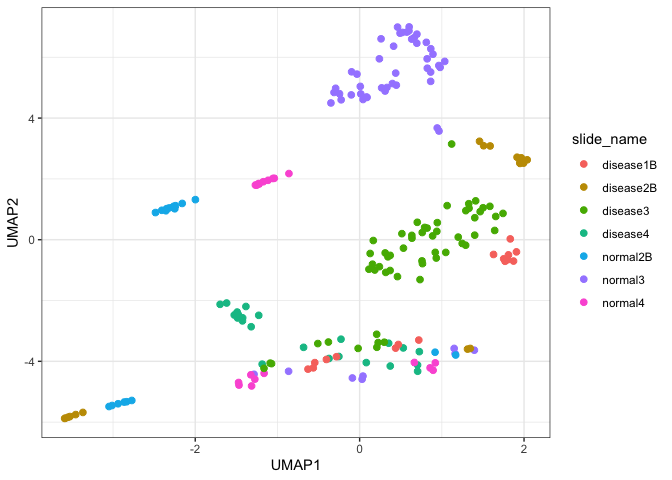 4
0
-4
-2
0
2
UMAP1
UMAP2
slide_name
disease1B
disease2B
disease3
disease4
normal2B
normal3
normal4